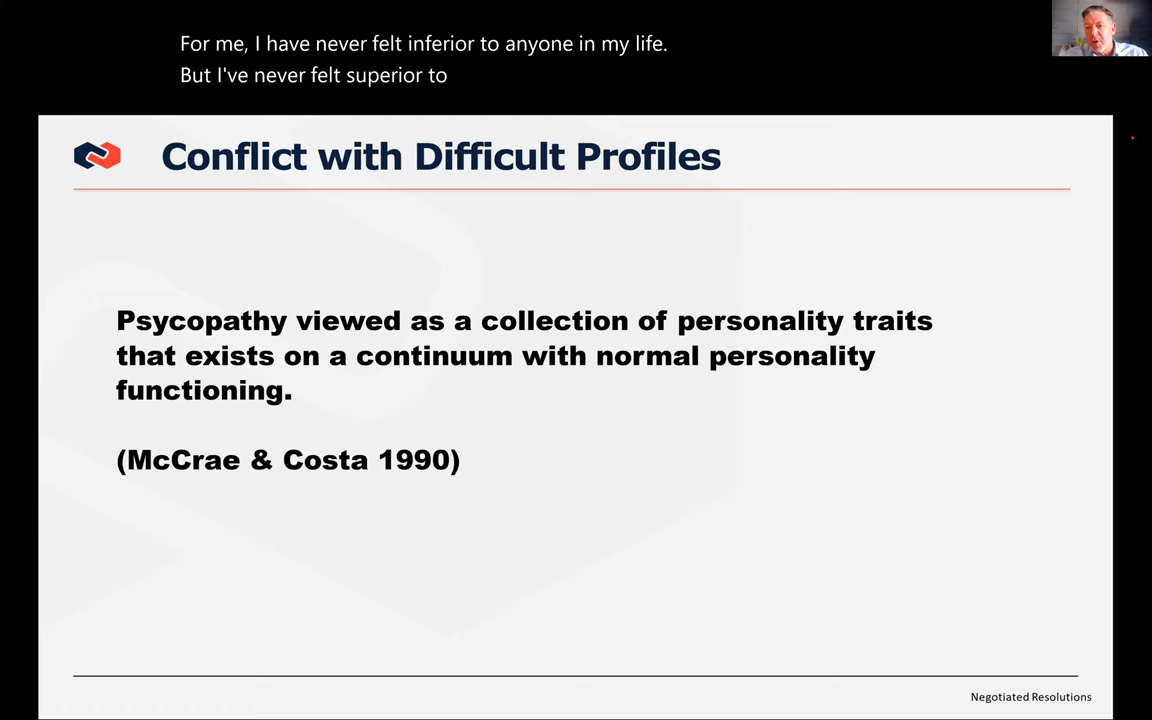 For me, I have never felt inferior to anyone in my life.
But I've never felt superior to
Conflict with Difficult Profiles
Psycopathy viewed as a collection of personality traits
that exists on a continuum with normal personality
functioning.
(McCrae & Costa 1990)
Negotiated Resolutions